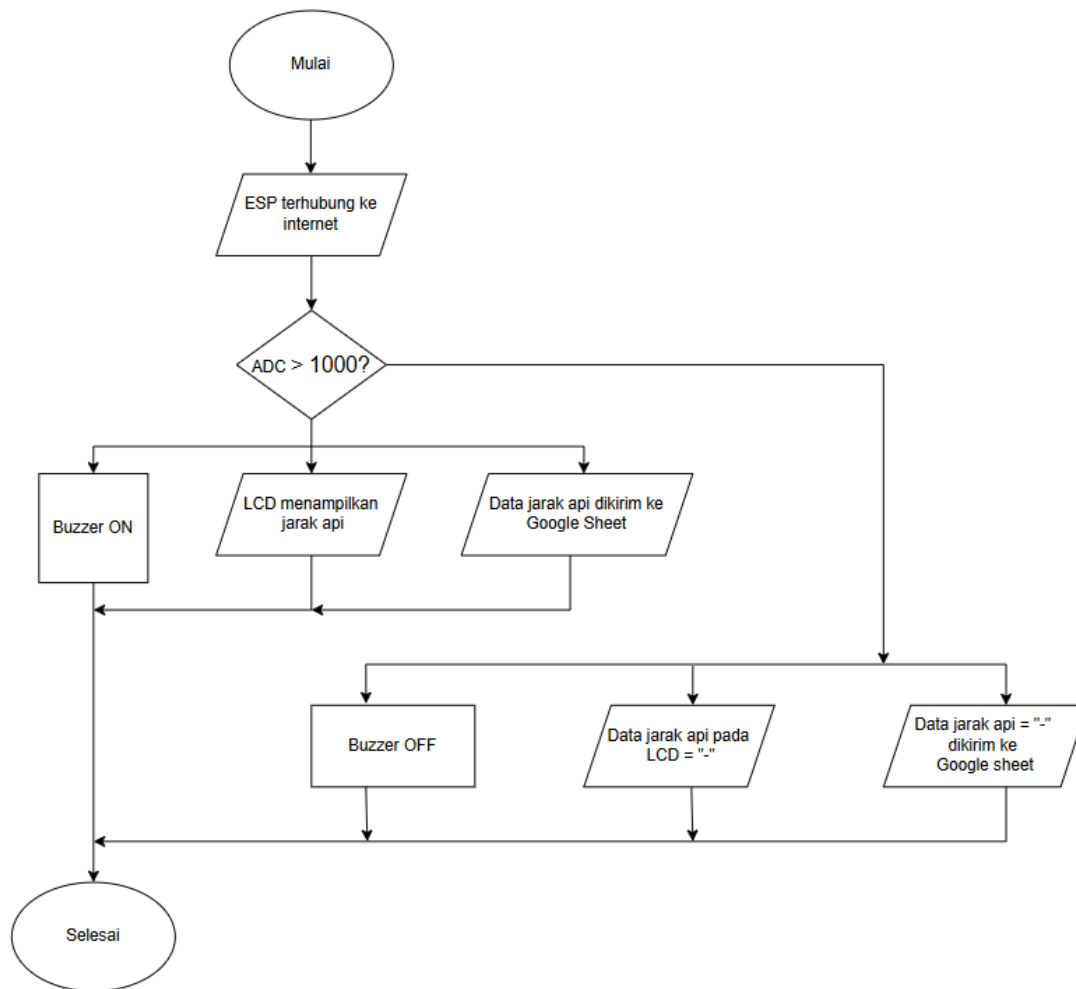 Mulai
ESP terhubung ke
internet
ADC > 1000?
Buzzer ON
LCD menampilkan
jarak api
Data jarak api dikirim ke
Google Sheet
Buzzer OFF
Data jarak api pada
LCD = "-"
Data jarak api = "-"
dikirim ke
Google sheet
Selesai